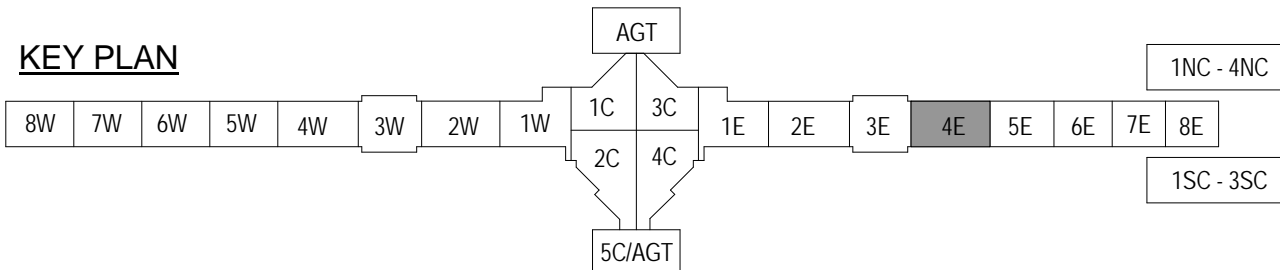 AGT
KEY PLAN
1NC - 4NC
8W 7W 6W 5W 4W 3W 2W 1W 1C 3C 1E 2E 3E 4E 5E 6E 7E 8E
2C 4C
1SC - 3SC
5C/AGT